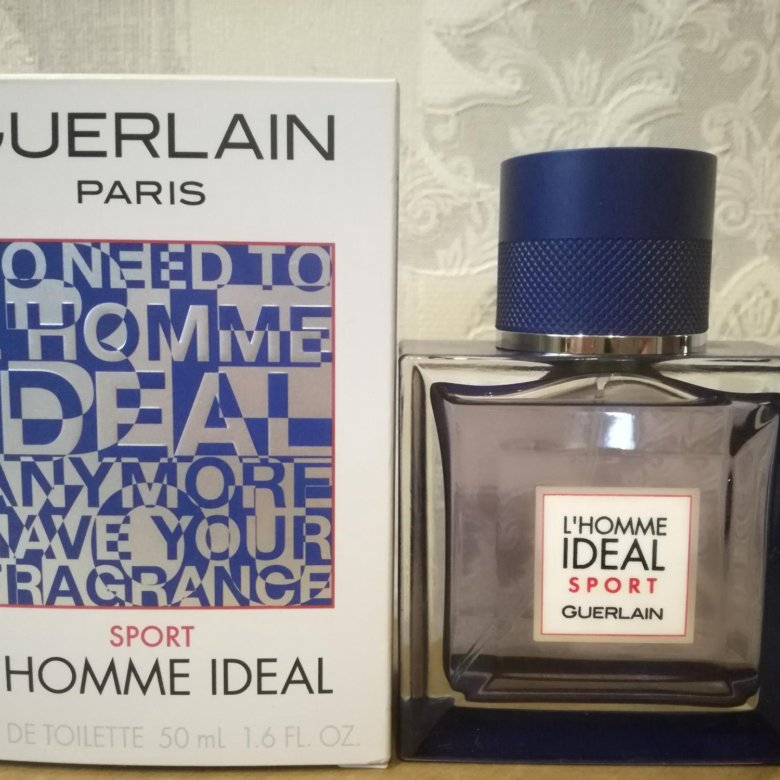 GUERLAIN
PARIS
O NEED TO
L'HOMME
IDEAL
ANYMORE
YOUR
FRAGRANCE
SPORT
L'HOMME IDEAL
DE TOILETTE 50 ml 1.6 FL. OZ.
L'HOMME
IDEAL
SPORT
GUERLAIN